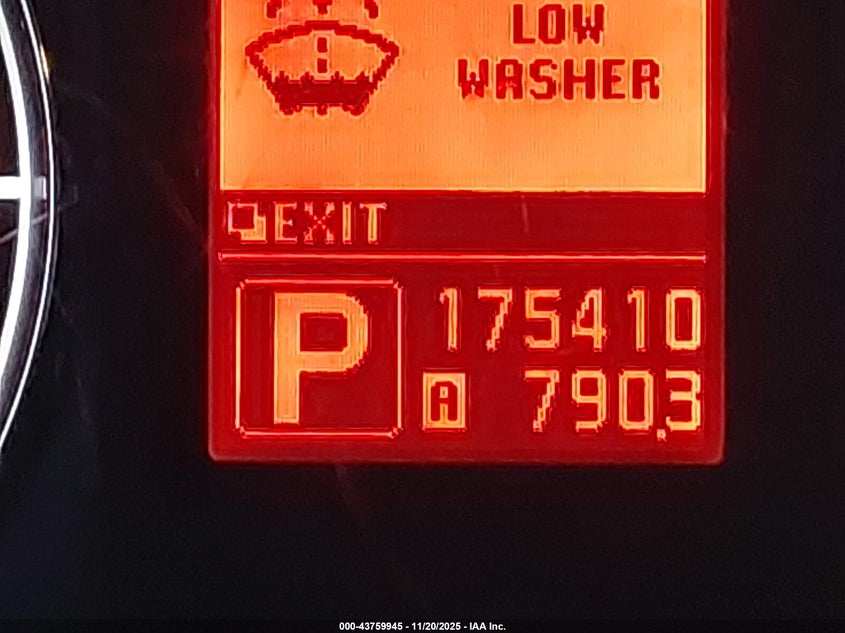 LOW
WASHER
EXIT
P
175410
A 790.3
000-43759945 - 11/20/2025 - IAA Inc.